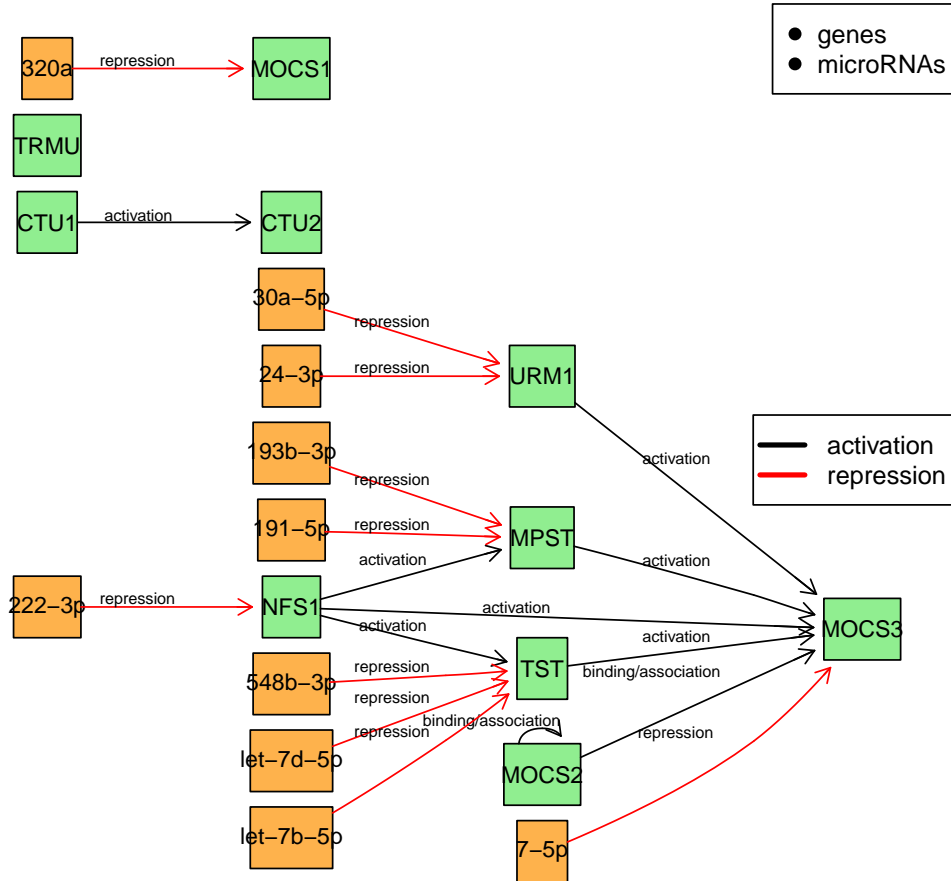 genes
microRNAs
320a
repression
MOCS1
TRMU
CTU1
activation
CTU2
30a−5p
repression
24−3p
repression
URM1
193b−3p
repression
activation
activation
repression
191−5p
repression
MPST
activation
activation
222−3p
repression
NFS1
activation
activation
MOCS3
activation
548b−3p
repression
TST
binding/association
repression
binding/association
repression
let−7d−5p
MOCS2
repression
let−7b−5p
7−5p